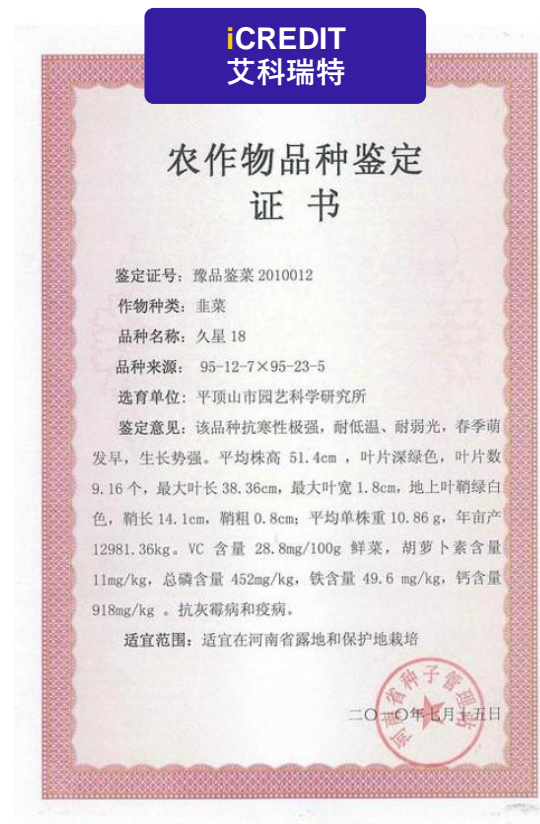 iCREDIT
艾科瑞特
农作物品种鉴定
证 书
鉴定证号：豫品鉴菜 2010012
作物种类：韭菜
品种名称：久星 18
品种来源： 95-12-7×95-23-5
选育单位：平顶山市园艺科学研究所
鉴定意见：该品种抗寒性极强，耐低温、耐弱光，春季萌
发早，生长势强。平均株高 51.4cm ，叶片深绿色，叶片数
9.16 个，最大叶长 38.36cm，最大叶宽 1.8cm，地上叶鞘绿白
色，鞘长 14.1cm，鞘粗 0.8cm；平均单株重 10.86 g，年亩产
12981.36kg。VC 含量 28.8mg/100g 鲜菜，胡萝卜素含量
11mg/kg，总磷含量 452mg/kg，铁含量 49.6 mg/kg，钙含量
918mg/kg 。抗灰霉病和疫病。
适宜范围：适宜在河南省露地和保护地栽培
河南省种子管理站
二〇一〇年七月十五日